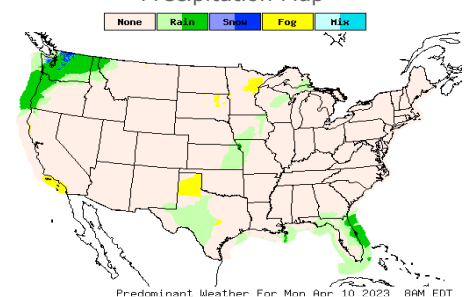 Precipitation Map
None Rain Snow Fog Mix
Predominant Weather For Mon Apr 10 2023 8AM EDT